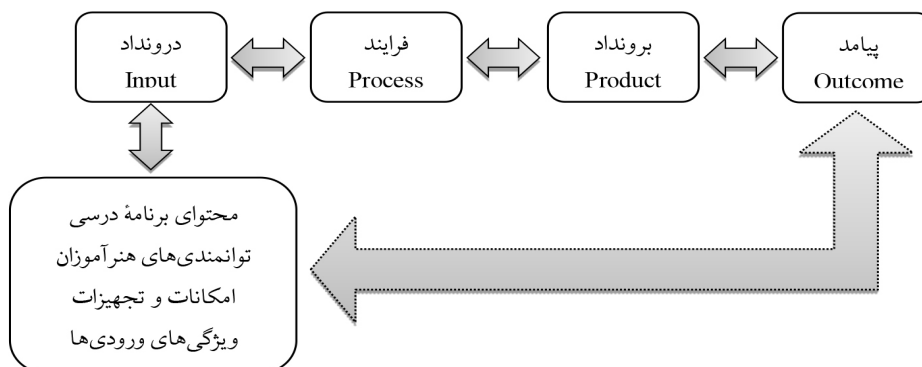 درونداد
Input
فرایند
Process
برونداد
Product
پیامد
Outcome
محتوای برنامهٔ درسی
توانمندی‌های هنرآموزان
امکانات و تجهیزات
ویژگی‌های ورودی‌ها